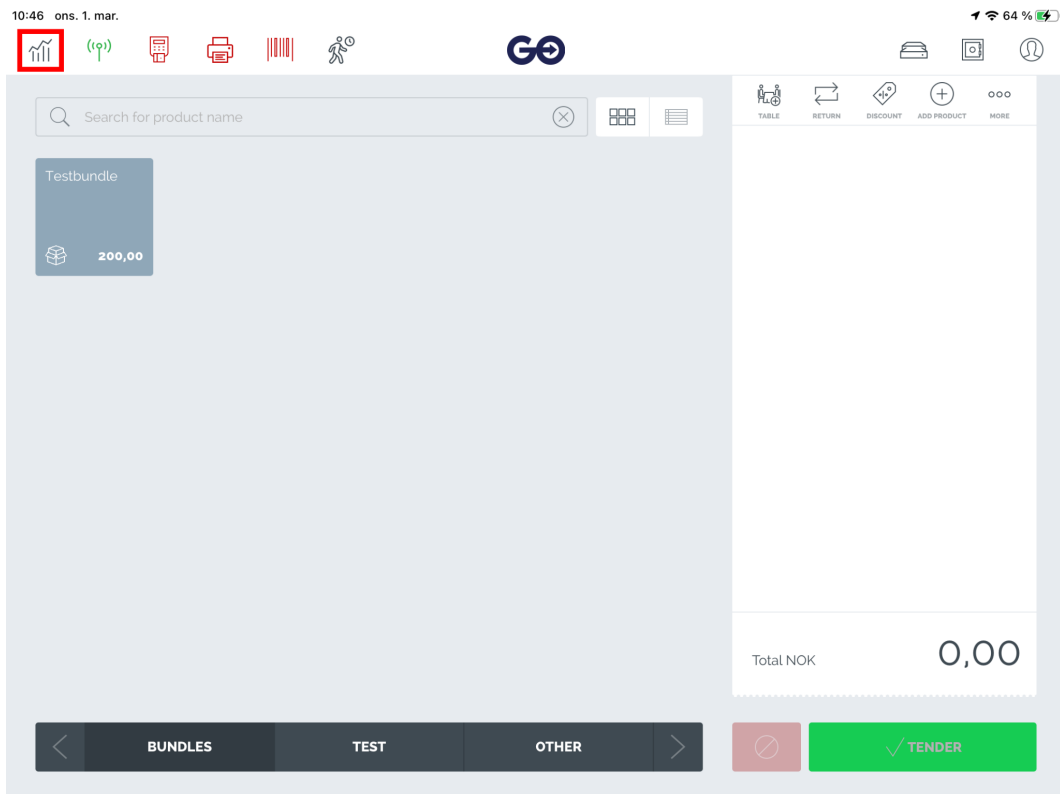 10:46 ons. 1. mar.
64 %
GO
Search for product name
TABLE RETURN DISCOUNT ADD PRODUCT MORE
Testbundle
200,00
Total NOK 0,00
BUNDLES TEST OTHER
TENDER